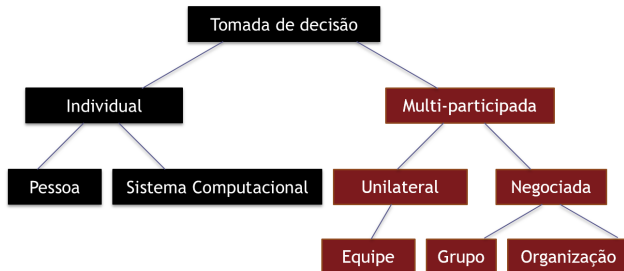 Tomada de decisão
Individual
Multi-participada
Pessoa
Sistema Computacional
Unilateral
Negociada
Equipe
Grupo
Organização